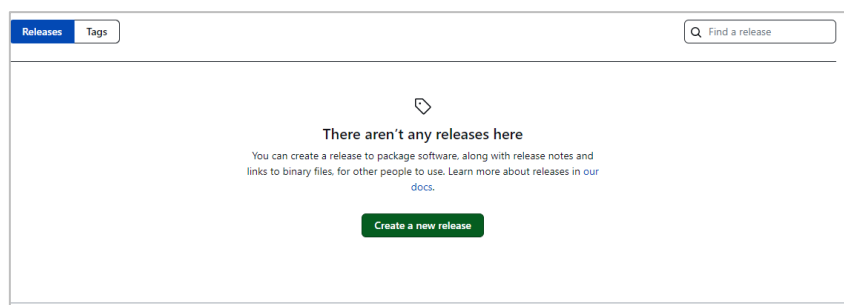 Releases Tags Find a release
There aren't any releases here
You can create a release to package software, along with release notes and
links to binary files, for other people to use. Learn more about releases in our
docs.
Create a new release